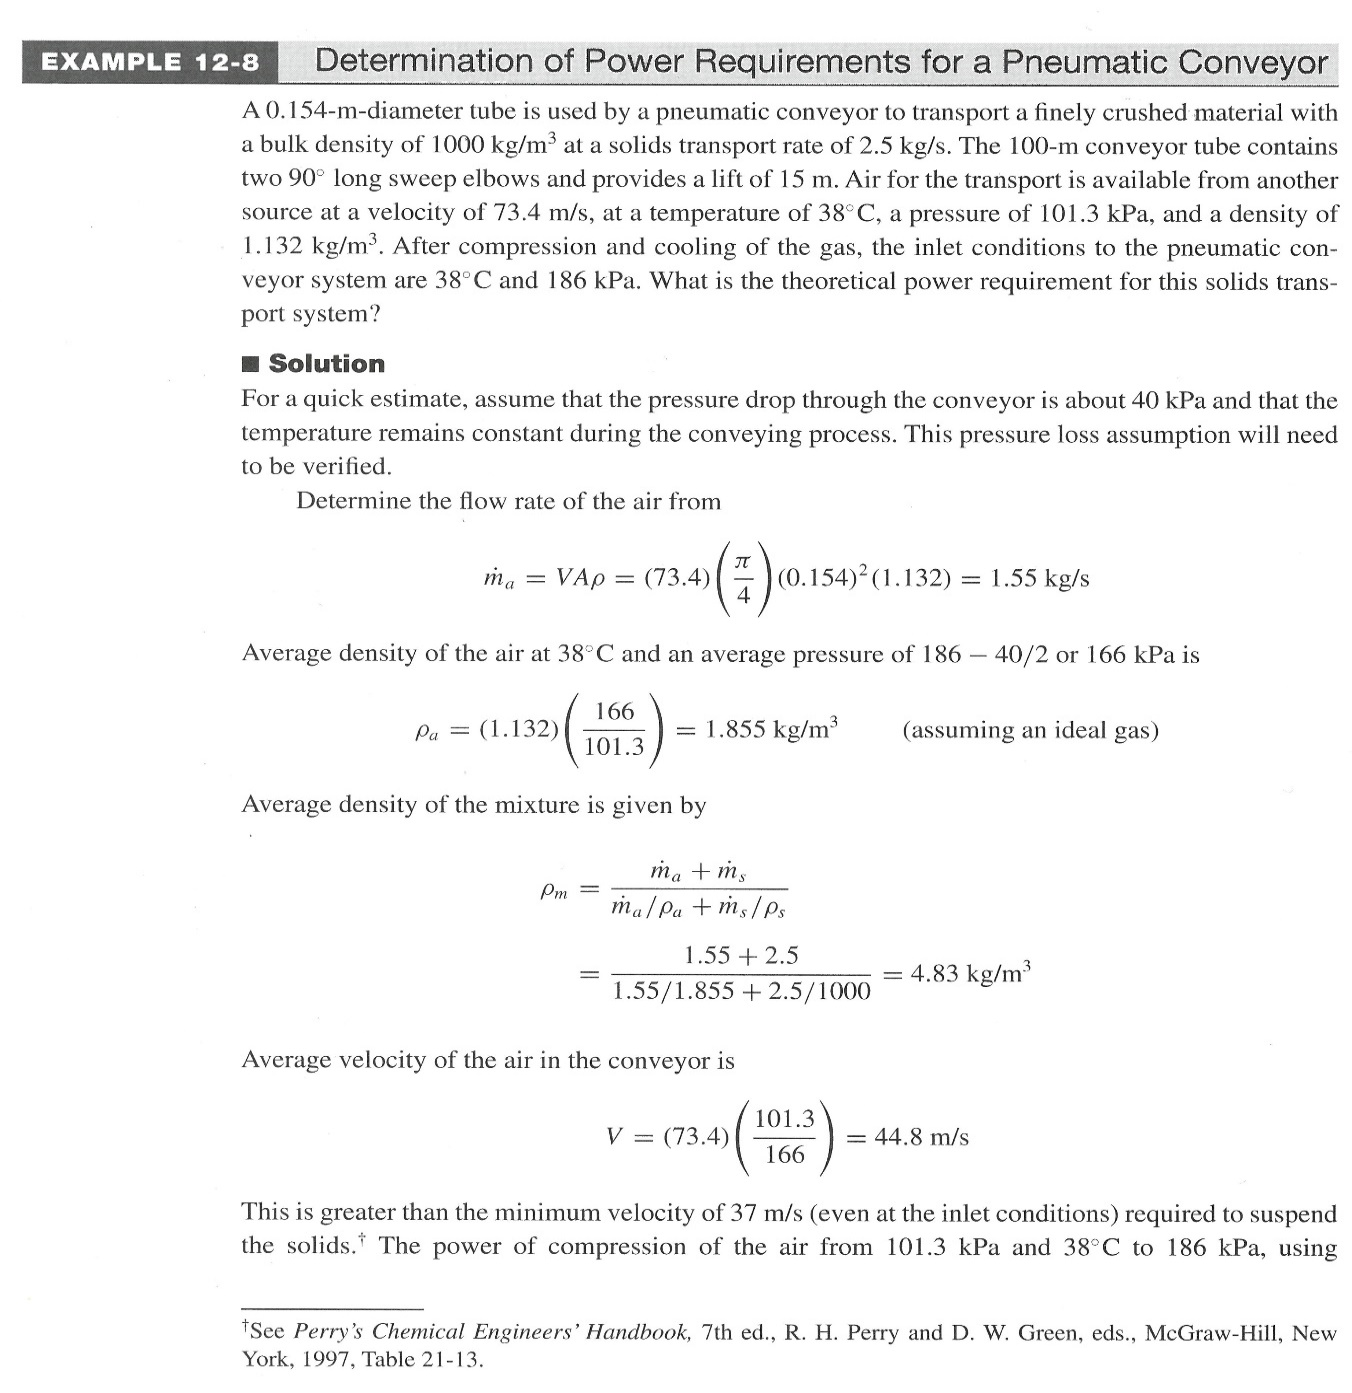 EXAMPLE 12-8 Determination of Power Requirements for a Pneumatic Conveyor
A 0.154-m-diameter tube is used by a pneumatic conveyor to transport a finely crushed material with
a bulk density of 1000 kg/m³ at a solids transport rate of 2.5 kg/s. The 100-m conveyor tube contains
two 90° long sweep elbows and provides a lift of 15 m. Air for the transport is available from another
source at a velocity of 73.4 m/s, at a temperature of 38°C, a pressure of 101.3 kPa, and a density of
1.132 kg/m³. After compression and cooling of the gas, the inlet conditions to the pneumatic con-
veyor system are 38°C and 186 kPa. What is the theoretical power requirement for this solids trans-
port system?
■ Solution
For a quick estimate, assume that the pressure drop through the conveyor is about 40 kPa and that the
temperature remains constant during the conveying process. This pressure loss assumption will need
to be verified.
Determine the flow rate of the air from
ṁₐ = VAρ = (73.4)(π/4)(0.154)²(1.132) = 1.55 kg/s
Average density of the air at 38°C and an average pressure of 186 − 40/2 or 166 kPa is
ρₐ = (1.132)(166/101.3) = 1.855 kg/m³ (assuming an ideal gas)
Average density of the mixture is given by
ρₘ = (ṁₐ + ṁₛ)/(ṁₐ/ρₐ + ṁₛ/ρₛ)
= (1.55 + 2.5)/(1.55/1.855 + 2.5/1000) = 4.83 kg/m³
Average velocity of the air in the conveyor is
V = (73.4)(101.3/166) = 44.8 m/s
This is greater than the minimum velocity of 37 m/s (even at the inlet conditions) required to suspend
the solids.† The power of compression of the air from 101.3 kPa and 38°C to 186 kPa, using
†See Perry's Chemical Engineers' Handbook, 7th ed., R. H. Perry and D. W. Green, eds., McGraw-Hill, New
York, 1997, Table 21-13.